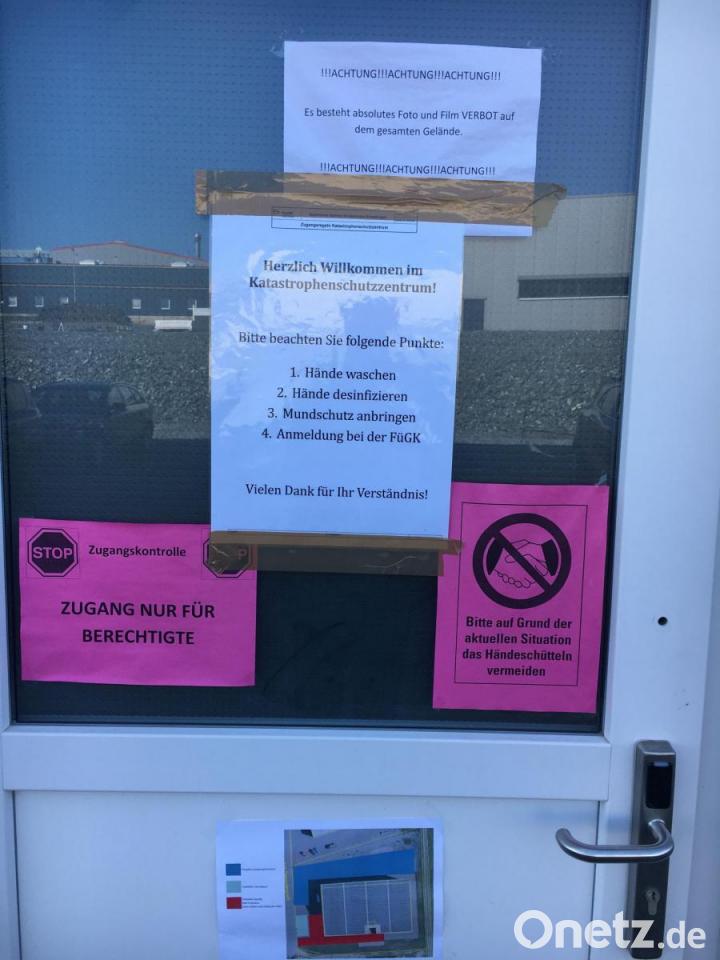 !!!ACHTUNG!!!ACHTUNG!!!ACHTUNG!!!
Es besteht absolutes Foto und Film VERBOT auf
dem gesamten Gelände.
!!!ACHTUNG!!!ACHTUNG!!!ACHTUNG!!!
Zugangsregeln Katastrophenschutzzentrum
Herzlich Willkommen im
Katastrophenschutzzentrum!
Bitte beachten Sie folgende Punkte:
1. Hände waschen
2. Hände desinfizieren
3. Mundschutz anbringen
4. Anmeldung bei der FüGK
Vielen Dank für Ihr Verständnis!
STOP Zugangskontrolle
ZUGANG NUR FÜR
BERECHTIGTE
Bitte auf Grund der
aktuellen Situation
das Händeschütteln
vermeiden
Onetz.de